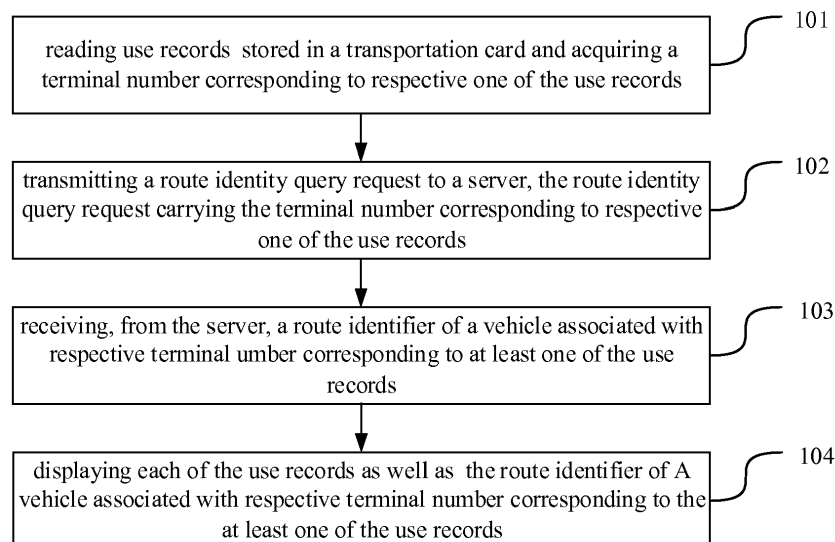 101
reading use records stored in a transportation card and acquiring a
terminal number corresponding to respective one of the use records
102
transmitting a route identity query request to a server, the route identity
query request carrying the terminal number corresponding to respective
one of the use records
103
receiving, from the server, a route identifier of a vehicle associated with
respective terminal umber corresponding to at least one of the use
records
104
displaying each of the use records as well as the route identifier of A
vehicle associated with respective terminal number corresponding to the
at least one of the use records